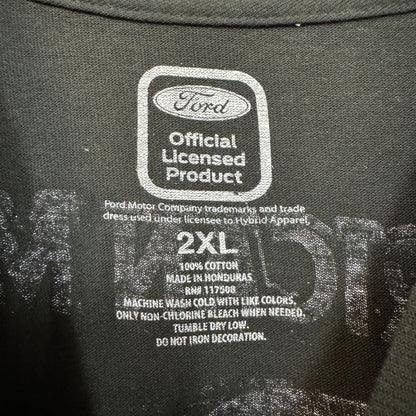 Ford
Official
Licensed
Product
Ford Motor Company trademarks and trade
dress used under licensee to Hybrid Apparel.
2XL
100% COTTON
MADE IN HONDURAS
RN# 117508
MACHINE WASH COLD WITH LIKE COLORS,
ONLY NON-CHLORINE BLEACH WHEN NEEDED.
TUMBLE DRY LOW.
DO NOT IRON DECORATION.